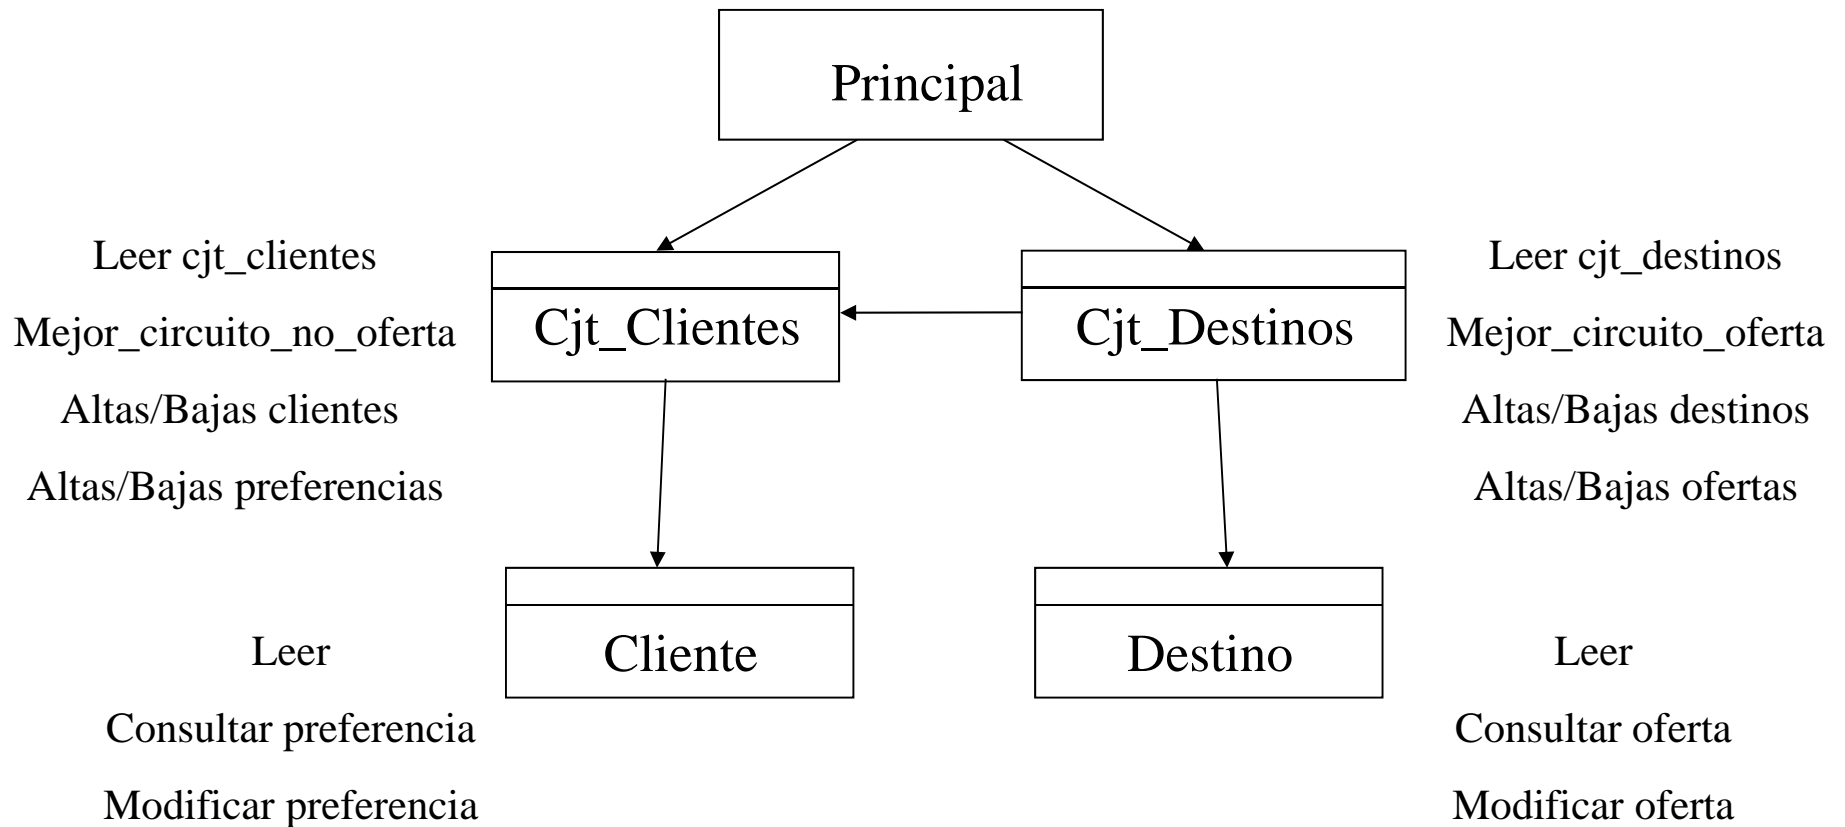 Principal
Leer cjt_clientes
Mejor_circuito_no_oferta
Altas/Bajas clientes
Altas/Bajas preferencias
Cjt_Clientes
Cjt_Destinos
Leer cjt_destinos
Mejor_circuito_oferta
Altas/Bajas destinos
Altas/Bajas ofertas
Leer
Consultar preferencia
Modificar preferencia
Cliente
Destino
Leer
Consultar oferta
Modificar oferta